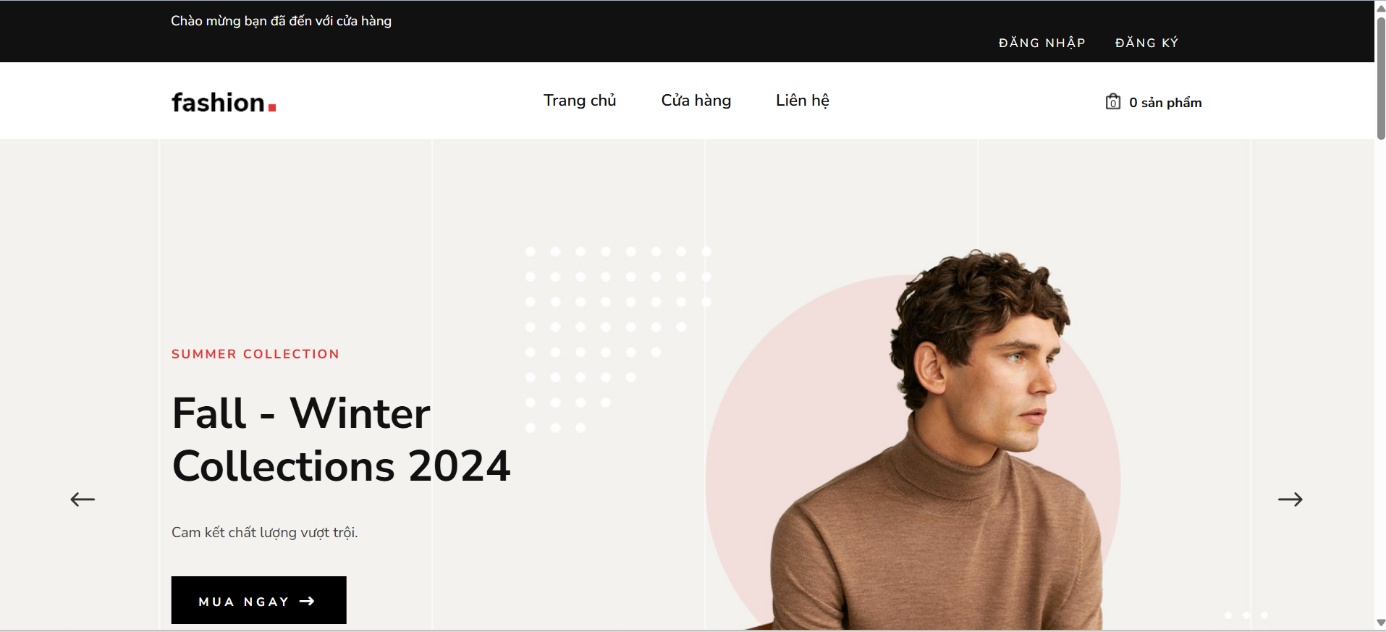 Chào mừng bạn đã đến với cửa hàng
ĐĂNG NHẬP ĐĂNG KÝ
fashion.
Trang chủ Cửa hàng Liên hệ
0 0 sản phẩm
SUMMER COLLECTION
Fall - Winter
Collections 2024
Cam kết chất lượng vượt trội.
MUA NGAY →